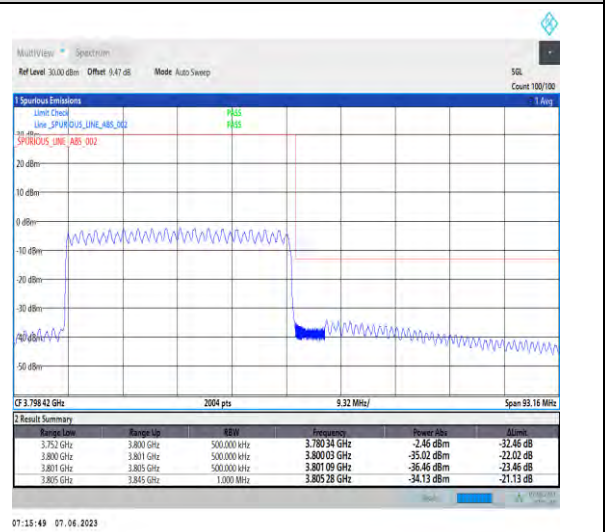 MultiView Spectrum
Ref Level 30.00 dBm Offset 9.47 dB Mode Auto Sweep SGL
Count 100/100
1 Spurious Emissions 1 Avg
Limit Check PASS
Line _SPURIOUS_LINE_ABS_002 PASS
_SPURIOUS_LINE_ABS_002
20 dBm
10 dBm
0 dBm
-10 dBm
-20 dBm
-30 dBm
-40 dBm
-50 dBm
CF 3.798 42 GHz 2004 pts 9.32 MHz/ Span 93.16 MHz
2 Result Summary
Range Low Range Up RBW Frequency Power Abs ΔLimit
3.752 GHz 3.800 GHz 500.000 kHz 3.780 34 GHz -2.46 dBm -32.46 dB
3.800 GHz 3.801 GHz 500.000 kHz 3.800 03 GHz -35.02 dBm -22.02 dB
3.801 GHz 3.805 GHz 500.000 kHz 3.801 09 GHz -36.46 dBm -23.46 dB
3.805 GHz 3.845 GHz 1.000 MHz 3.805 28 GHz -34.13 dBm -21.13 dB
07:15:49 07.06.2023